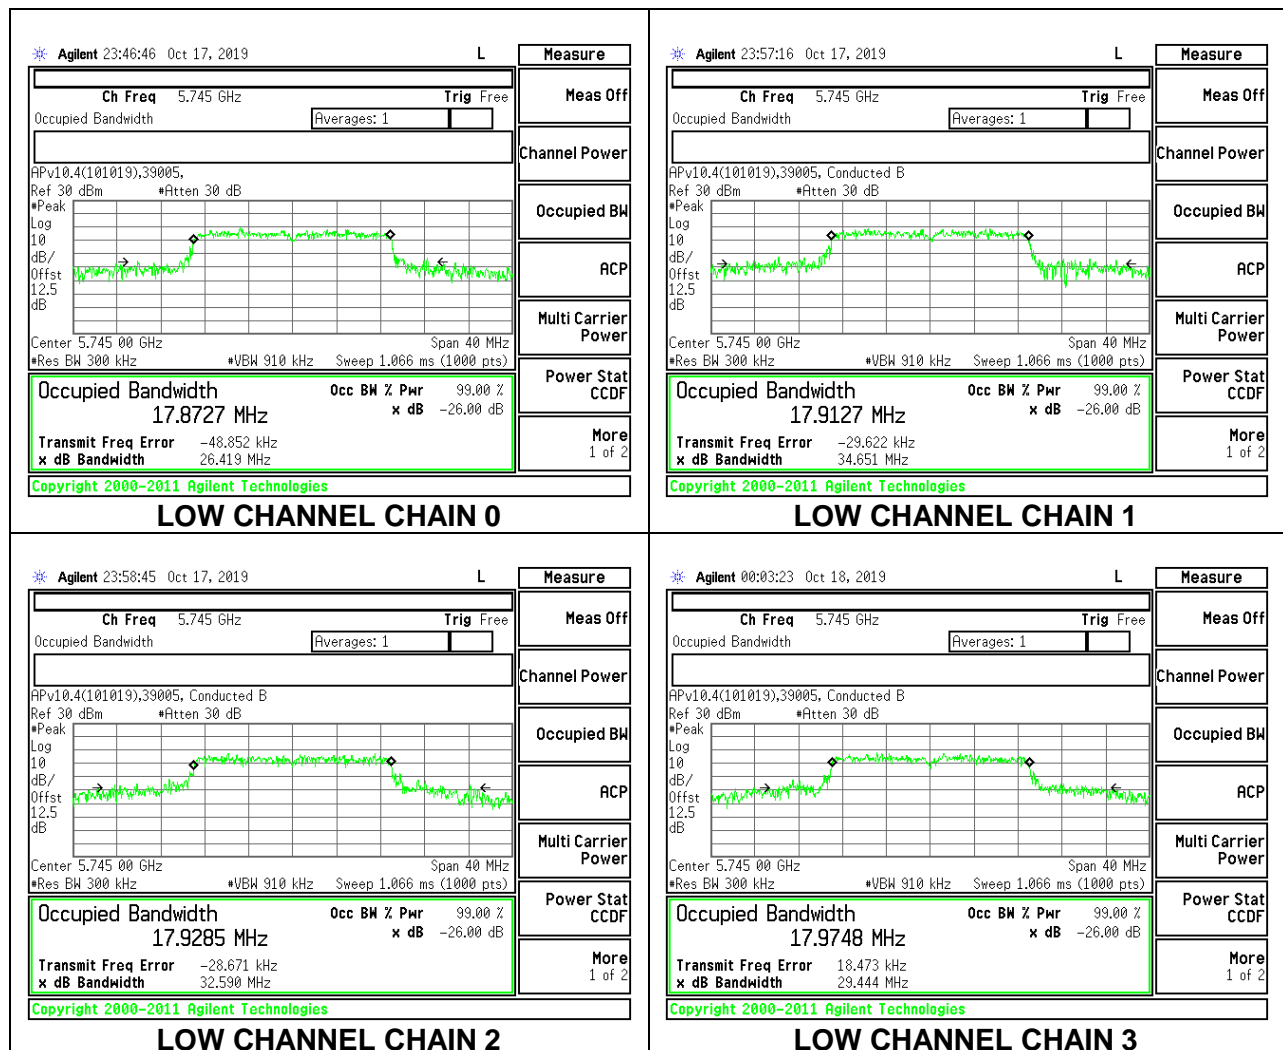 Agilent 23:46:46 Oct 17, 2019 L Measure
Ch Freq 5.745 GHz Trig Free Meas Off
Occupied Bandwidth Averages: 1
Channel Power
APv10.4(101019),39005,
Ref 30 dBm #Atten 30 dB
#Peak Occupied BW
Log
10
dB/
Offst ACP
12.5
dB
Multi Carrier
Power
Center 5.745 00 GHz Span 40 MHz
#Res BW 300 kHz #VBW 910 kHz Sweep 1.066 ms (1000 pts)
Power Stat
CCDF
Occupied Bandwidth Occ BW % Pwr 99.00 %
17.8727 MHz x dB -26.00 dB
More
1 of 2
Transmit Freq Error -48.852 kHz
x dB Bandwidth 26.419 MHz
Copyright 2000-2011 Agilent Technologies
LOW CHANNEL CHAIN 0
Agilent 23:57:16 Oct 17, 2019 L Measure
Ch Freq 5.745 GHz Trig Free Meas Off
Occupied Bandwidth Averages: 1
Channel Power
APv10.4(101019),39005, Conducted B
Ref 30 dBm #Atten 30 dB
#Peak Occupied BW
Log
10
dB/
Offst ACP
12.5
dB
Multi Carrier
Power
Center 5.745 00 GHz Span 40 MHz
#Res BW 300 kHz #VBW 910 kHz Sweep 1.066 ms (1000 pts)
Power Stat
CCDF
Occupied Bandwidth Occ BW % Pwr 99.00 %
17.9127 MHz x dB -26.00 dB
More
1 of 2
Transmit Freq Error -29.622 kHz
x dB Bandwidth 34.651 MHz
Copyright 2000-2011 Agilent Technologies
LOW CHANNEL CHAIN 1
Agilent 23:58:45 Oct 17, 2019 L Measure
Ch Freq 5.745 GHz Trig Free Meas Off
Occupied Bandwidth Averages: 1
Channel Power
APv10.4(101019),39005, Conducted B
Ref 30 dBm #Atten 30 dB
#Peak Occupied BW
Log
10
dB/
Offst ACP
12.5
dB
Multi Carrier
Power
Center 5.745 00 GHz Span 40 MHz
#Res BW 300 kHz #VBW 910 kHz Sweep 1.066 ms (1000 pts)
Power Stat
CCDF
Occupied Bandwidth Occ BW % Pwr 99.00 %
17.9285 MHz x dB -26.00 dB
More
1 of 2
Transmit Freq Error -28.671 kHz
x dB Bandwidth 32.590 MHz
Copyright 2000-2011 Agilent Technologies
LOW CHANNEL CHAIN 2
Agilent 00:03:23 Oct 18, 2019 L Measure
Ch Freq 5.745 GHz Trig Free Meas Off
Occupied Bandwidth Averages: 1
Channel Power
APv10.4(101019),39005, Conducted B
Ref 30 dBm #Atten 30 dB
#Peak Occupied BW
Log
10
dB/
Offst ACP
12.5
dB
Multi Carrier
Power
Center 5.745 00 GHz Span 40 MHz
#Res BW 300 kHz #VBW 910 kHz Sweep 1.066 ms (1000 pts)
Power Stat
CCDF
Occupied Bandwidth Occ BW % Pwr 99.00 %
17.9748 MHz x dB -26.00 dB
More
1 of 2
Transmit Freq Error 18.473 kHz
x dB Bandwidth 29.444 MHz
Copyright 2000-2011 Agilent Technologies
LOW CHANNEL CHAIN 3